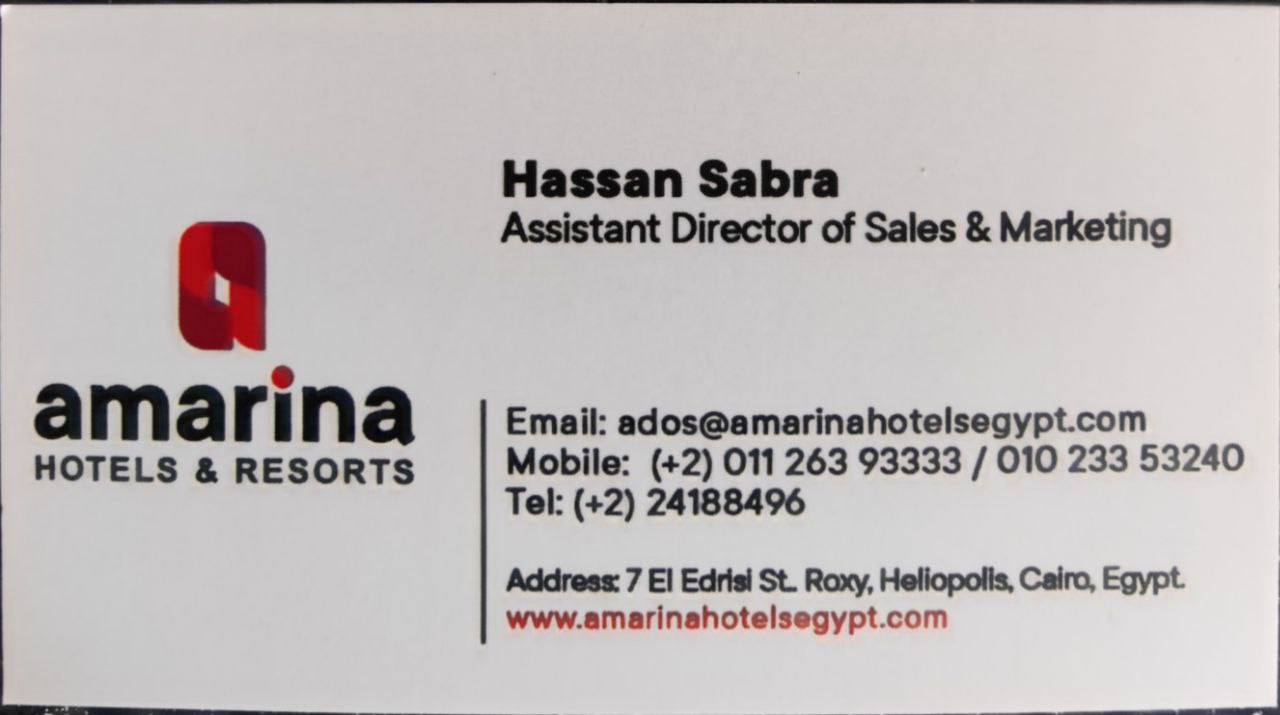 Hassan Sabra
Assistant Director of Sales & Marketing
amarina
HOTELS & RESORTS
Email: ados@amarinahotelsegypt.com
Mobile: (+2) 011 263 93333 / 010 233 53240
Tel: (+2) 24188496
Address: 7 El Edrisi St. Roxy, Heliopolis, Cairo, Egypt.
www.amarinahotelsegypt.com